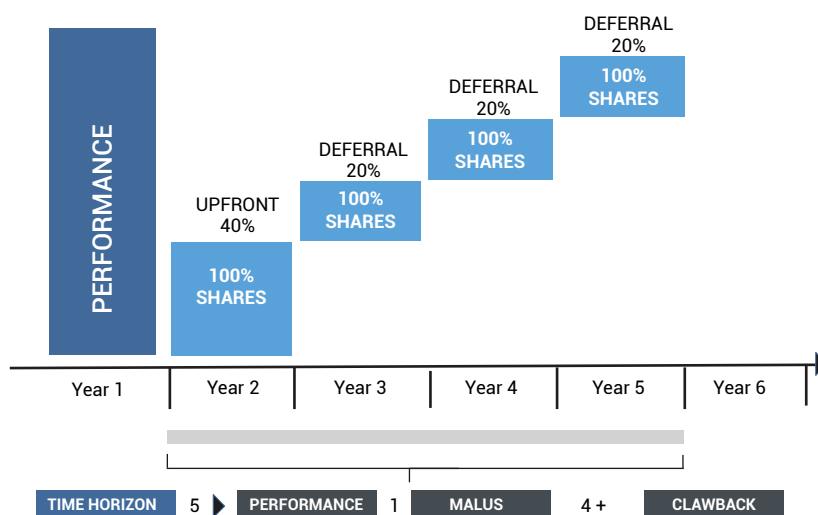 DEFERRAL
20%
100%
SHARES
DEFERRAL
20%
100%
SHARES
DEFERRAL
20%
100%
SHARES
UPFRONT
40%
100%
SHARES
PERFORMANCE
Year 1
Year 2
Year 3
Year 4
Year 5
Year 6
TIME HORIZON 5 PERFORMANCE 1 MALUS 4 + CLAWBACK